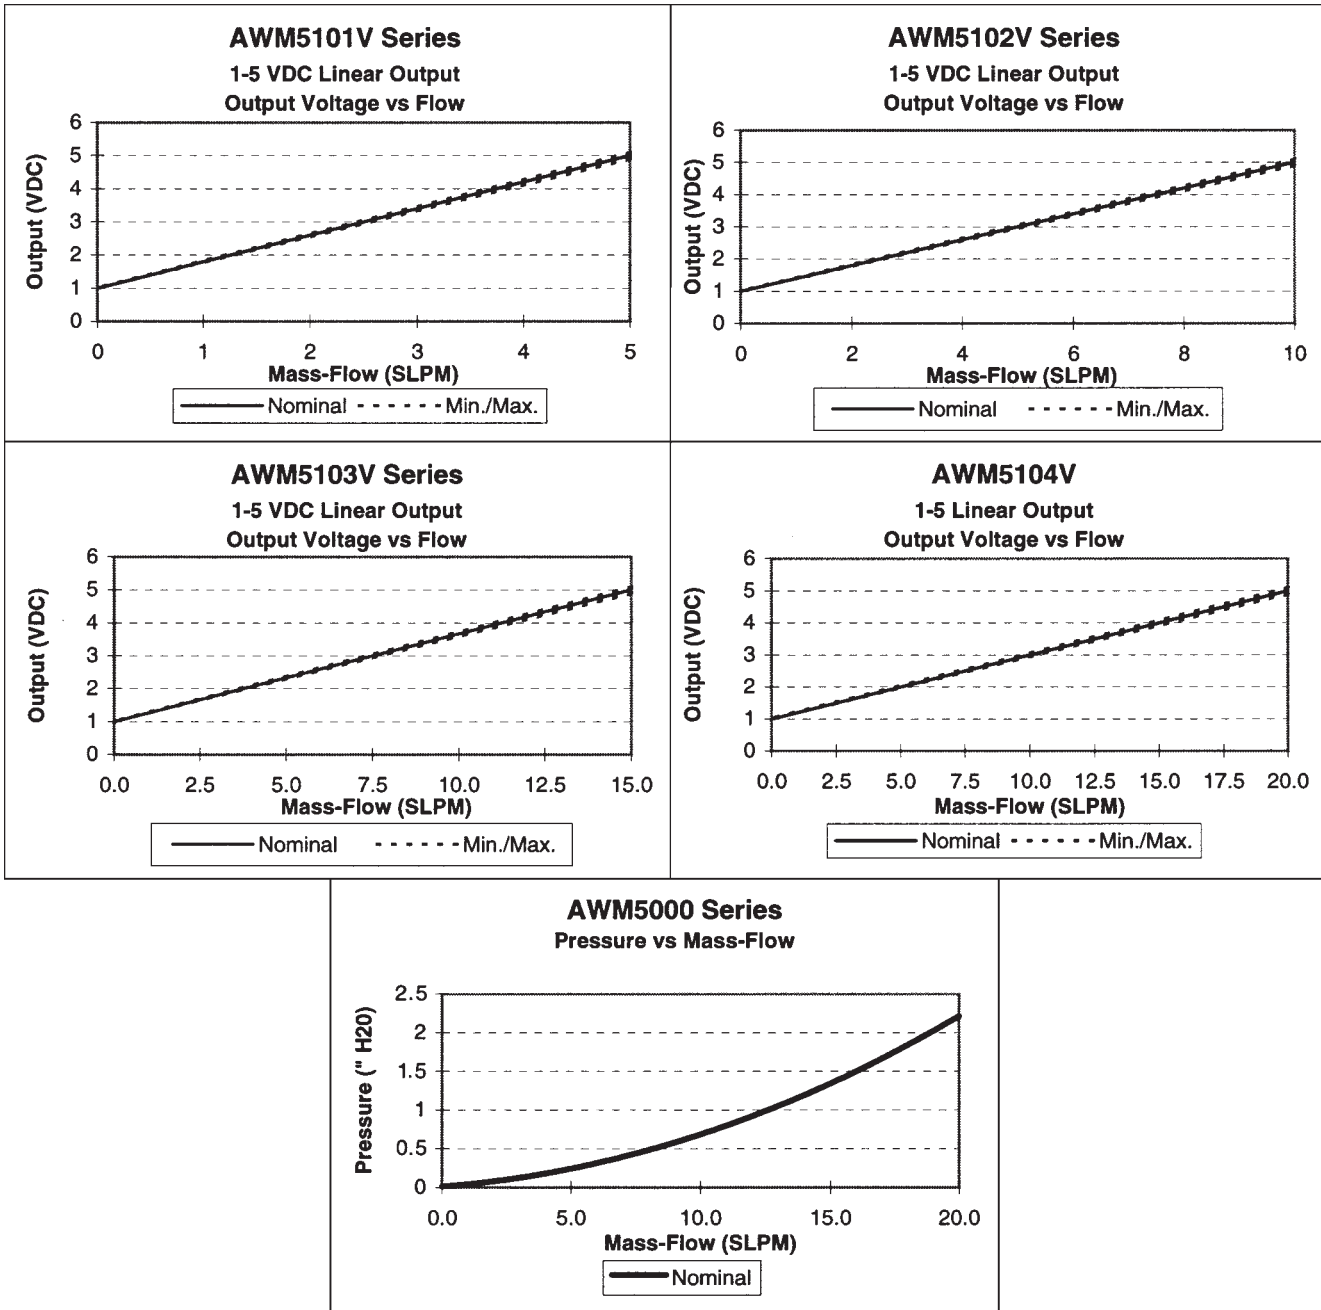 AWM5101V Series
1-5 VDC Linear Output
Output Voltage vs Flow
Output (VDC)
6
5
4
3
2
1
0
0 1 2 3 4 5
Mass-Flow (SLPM)
Nominal Min./Max.
AWM5102V Series
1-5 VDC Linear Output
Output Voltage vs Flow
Output (VDC)
6
5
4
3
2
1
0
0 2 4 6 8 10
Mass-Flow (SLPM)
Nominal Min./Max.
AWM5103V Series
1-5 VDC Linear Output
Output Voltage vs Flow
Output (VDC)
6
5
4
3
2
1
0
0.0 2.5 5.0 7.5 10.0 12.5 15.0
Mass-Flow (SLPM)
Nominal Min./Max.
AWM5104V
1-5 Linear Output
Output Voltage vs Flow
Output (VDC)
6
5
4
3
2
1
0
0.0 2.5 5.0 7.5 10.0 12.5 15.0 17.5 20.0
Mass-Flow (SLPM)
Nominal Min./Max.
AWM5000 Series
Pressure vs Mass-Flow
Pressure (" H20)
2.5
2
1.5
1
0.5
0
0.0 5.0 10.0 15.0 20.0
Mass-Flow (SLPM)
Nominal